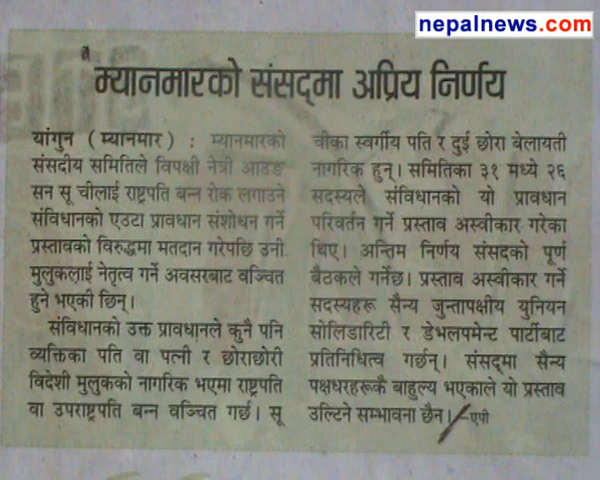 nepalnews.com
म्यानमारको संसद्मा अप्रिय निर्णय
यांगुन (म्यानमार) : म्यानमारको
संसदीय समितिले विपक्षी नेत्री आउङ
सन सू चीलाई राष्ट्रपति बन्न रोक लगाउने
संविधानको एउटा प्रावधान संशोधन गर्ने
प्रस्तावको विरुद्धमा मतदान गरेपछि उनी
मुलुकलाई नेतृत्व गर्ने अवसरबाट वञ्चित
हुने भएकी छिन्।
संविधानको उक्त प्रावधानले कुनै पनि
व्यक्तिका पति वा पत्नी र छोराछोरी
विदेशी मुलुकको नागरिक भएमा राष्ट्रपति
वा उपराष्ट्रपति बन्न वञ्चित गर्छ। सू
चीका स्वर्गीय पति र दुई छोरा बेलायती
नागरिक हुन्। समितिका ३१ मध्ये २६
सदस्यले संविधानको यो प्रावधान
परिवर्तन गर्ने प्रस्ताव अस्वीकार गरेका
थिए। अन्तिम निर्णय संसदको पूर्ण
बैठकले गर्नेछ। प्रस्ताव अस्वीकार गर्ने
सदस्यहरू सैन्य जुन्तापक्षीय युनियन
सोलिडारिटी र डेभलपमेन्ट पार्टीबाट
प्रतिनिधित्व गर्छन्। संसद्मा सैन्य
पक्षधरहरूकै बाहुल्य भएकाले यो प्रस्ताव
उल्टिने सम्भावना छैन। –एपी